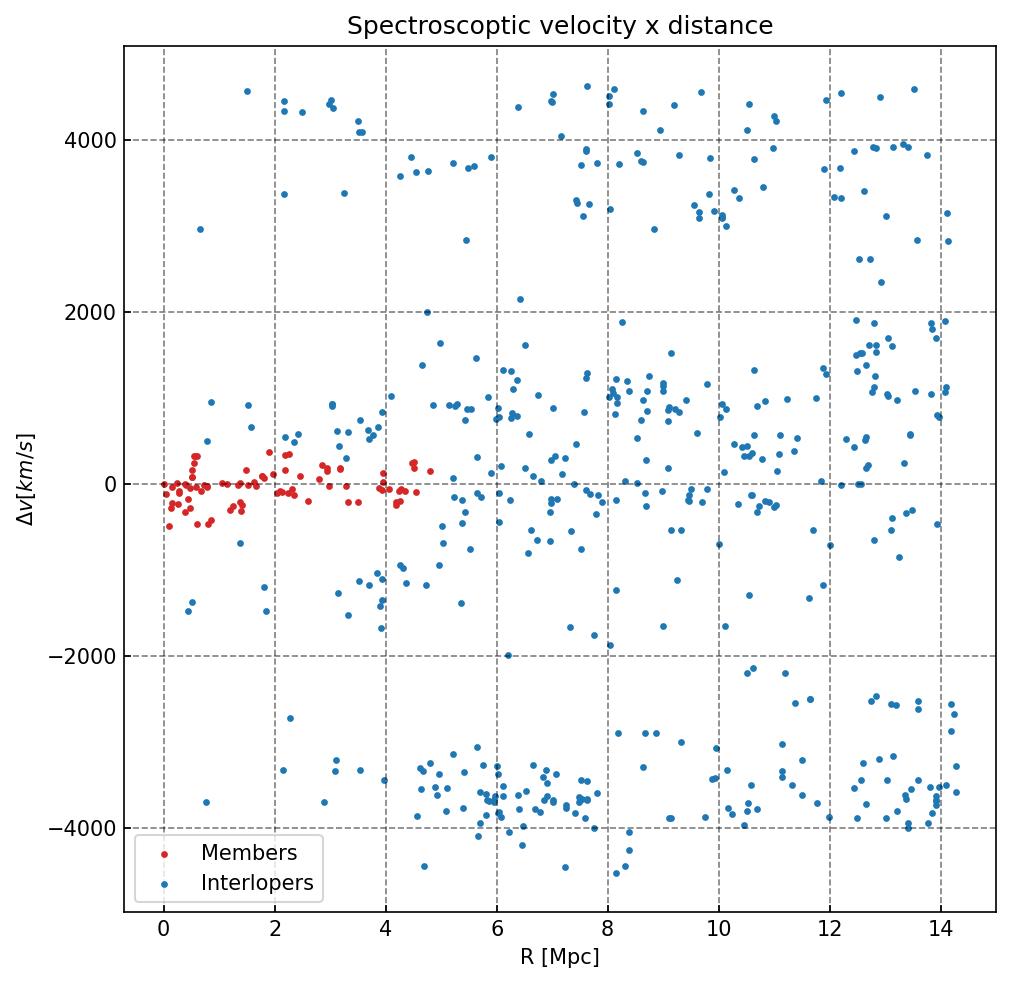 Spectroscoptic velocity x distance
4000
2000
0
−2000
−4000
Δv[km/s]
Members
Interlopers
0 2 4 6 8 10 12 14
R [Mpc]